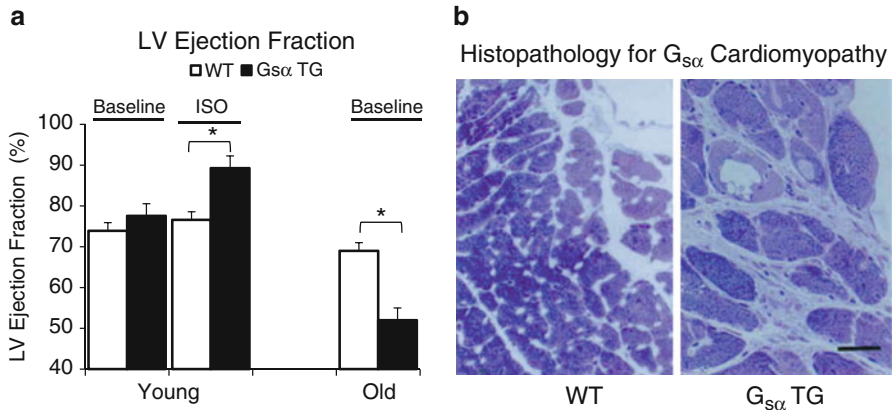 a
LV Ejection Fraction
WT Gsα TG
Baseline ISO Baseline
* *
LV Ejection Fraction (%)
100
90
80
70
60
50
40
Young Old
b
Histopathology for Gsα Cardiomyopathy
WT Gsα TG